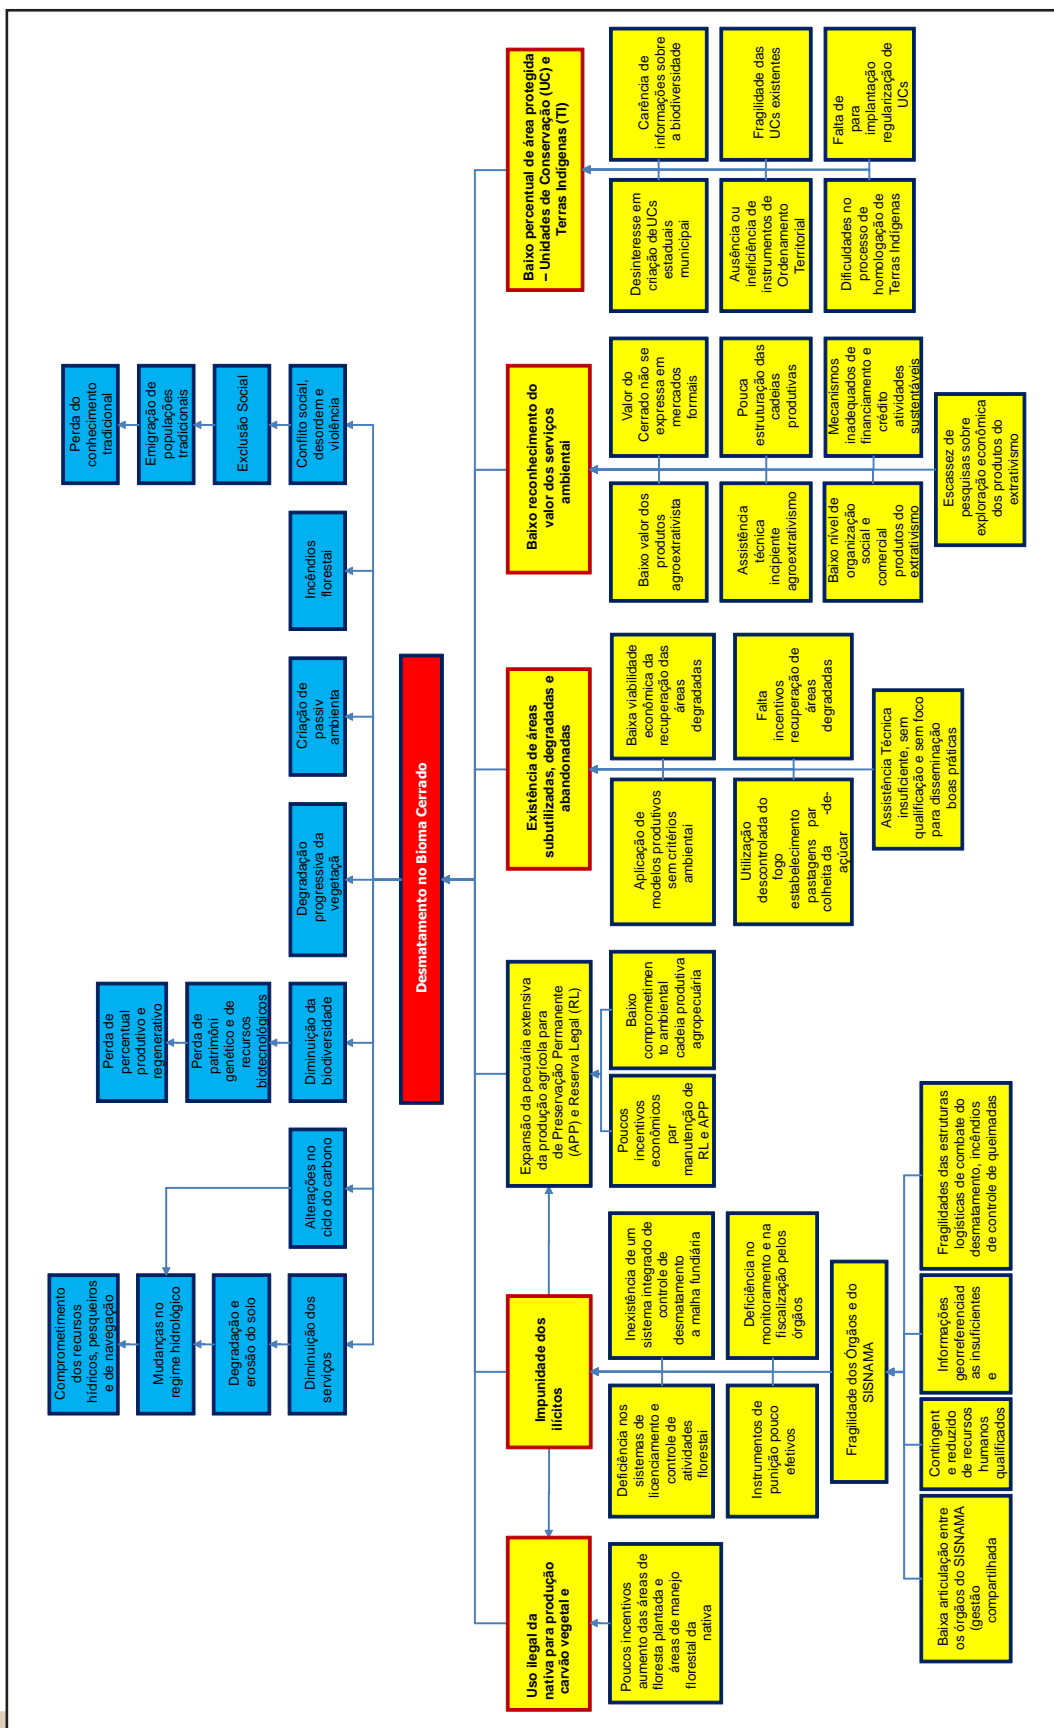 Comprometimento
dos recursos
hídricos, pesqueiros
e de navegação
Mudanças no
regime hidrológico
Degradação e
erosão do solo
Diminuição dos
serviços
Alterações no
ciclo do carbono
Perda de
percentual
produtivo e
regenerativo
Perda de
patrimôni
genético e de
recursos
biotecnológicos
Diminuição da
biodiversidade
Degradação
progressiva da
vegetaçã
Criação de
passiv
ambienta
Incêndios
florestai
Perda do
conhecimento
tradicional
Emigração de
populações
tradicionais
Exclusão Social
Conflito social,
desordem e
violência
Desmatamento no Bioma Cerrado
Uso ilegal da
nativa para produção
carvão vegetal e
Poucos incentivos
aumento das áreas de
floresta plantada e
áreas de manejo
florestal da
nativa
Impunidade dos
ilícitos
Deficiência nos
sistemas de
licenciamento e
controle de
atividades
florestai
Inexistência de um
sistema integrado de
controle de
desmatamento
a malha fundiária
Instrumentos de
punição pouco
efetivos
Deficiência no
monitoramento e na
fiscalização pelos
órgãos
Fragilidade dos Órgãos e do
SISNAMA
Baixa articulação entre
os órgãos do SISNAMA
(gestão
compartilhada
Contingent
e reduzido
de recursos
humanos
qualificados
Informações
georreferenciad
as insuficientes
e
Fragilidades das estruturas
logísticas de combate do
desmatamento, incêndios
de controle de queimadas
Expansão da pecuária extensiva
da produção agrícola para
de Preservação Permanente
(APP) e Reserva Legal (RL)
Poucos
incentivos
econômicos
par
manutenção de
RL e APP
Baixo
comprometimen
to ambiental
cadeia produtiva
agropecuária
Existência de áreas
subutilizadas, degradadas e
abandonadas
Aplicação de
modelos produtivos
sem critérios
ambientai
Baixa viabilidade
econômica da
recuperação das
áreas
degradadas
Utilização
descontrolada do
fogo
estabelecimento
pastagens par
colheita da -de-
açúcar
Falta
incentivos
recuperação de
áreas
degradadas
Assistência Técnica
insuficiente, sem
qualificação e sem foco
para disseminação
boas práticas
Baixo reconhecimento do
valor dos serviços
ambientai
Baixo valor dos
produtos
agroextrativista
Valor do
Cerrado não se
expressa em
mercados
formais
Assistência
técnica
incipiente
agroextrativismo
Pouca
estruturação das
cadeias
produtivas
Baixo nível de
organização
social e
comercial
produtos do
extrativismo
Mecanismos
inadequados de
financiamento e
crédito
atividades
sustentáveis
Escassez de
pesquisas sobre
exploração econômica
dos produtos do
extrativismo
Baixo percentual de área protegida
– Unidades de Conservação (UC) e
Terras Indígenas (TI)
Desinteresse em
criação de UCs
estaduais
municipai
Carência de
informações sobre
a biodiversidade
Ausência ou
ineficiência de
instrumentos de
Ordenamento
Territorial
Fragilidade das
UCs existentes
Dificuldades no
processo de
homologação de
Terras Indígenas
Falta de
para
implantação
regularização de
UCs